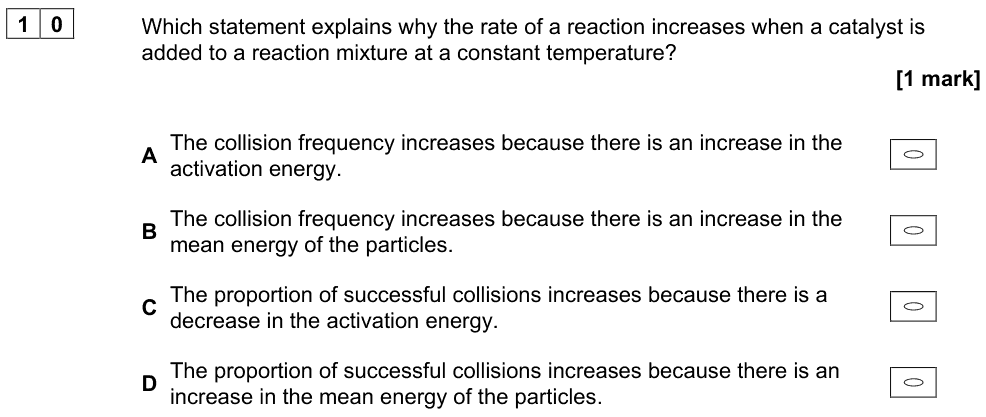 1 0
Which statement explains why the rate of a reaction increases when a catalyst is
added to a reaction mixture at a constant temperature?
[1 mark]
A The collision frequency increases because there is an increase in the
activation energy.
B The collision frequency increases because there is an increase in the
mean energy of the particles.
C The proportion of successful collisions increases because there is a
decrease in the activation energy.
D The proportion of successful collisions increases because there is an
increase in the mean energy of the particles.